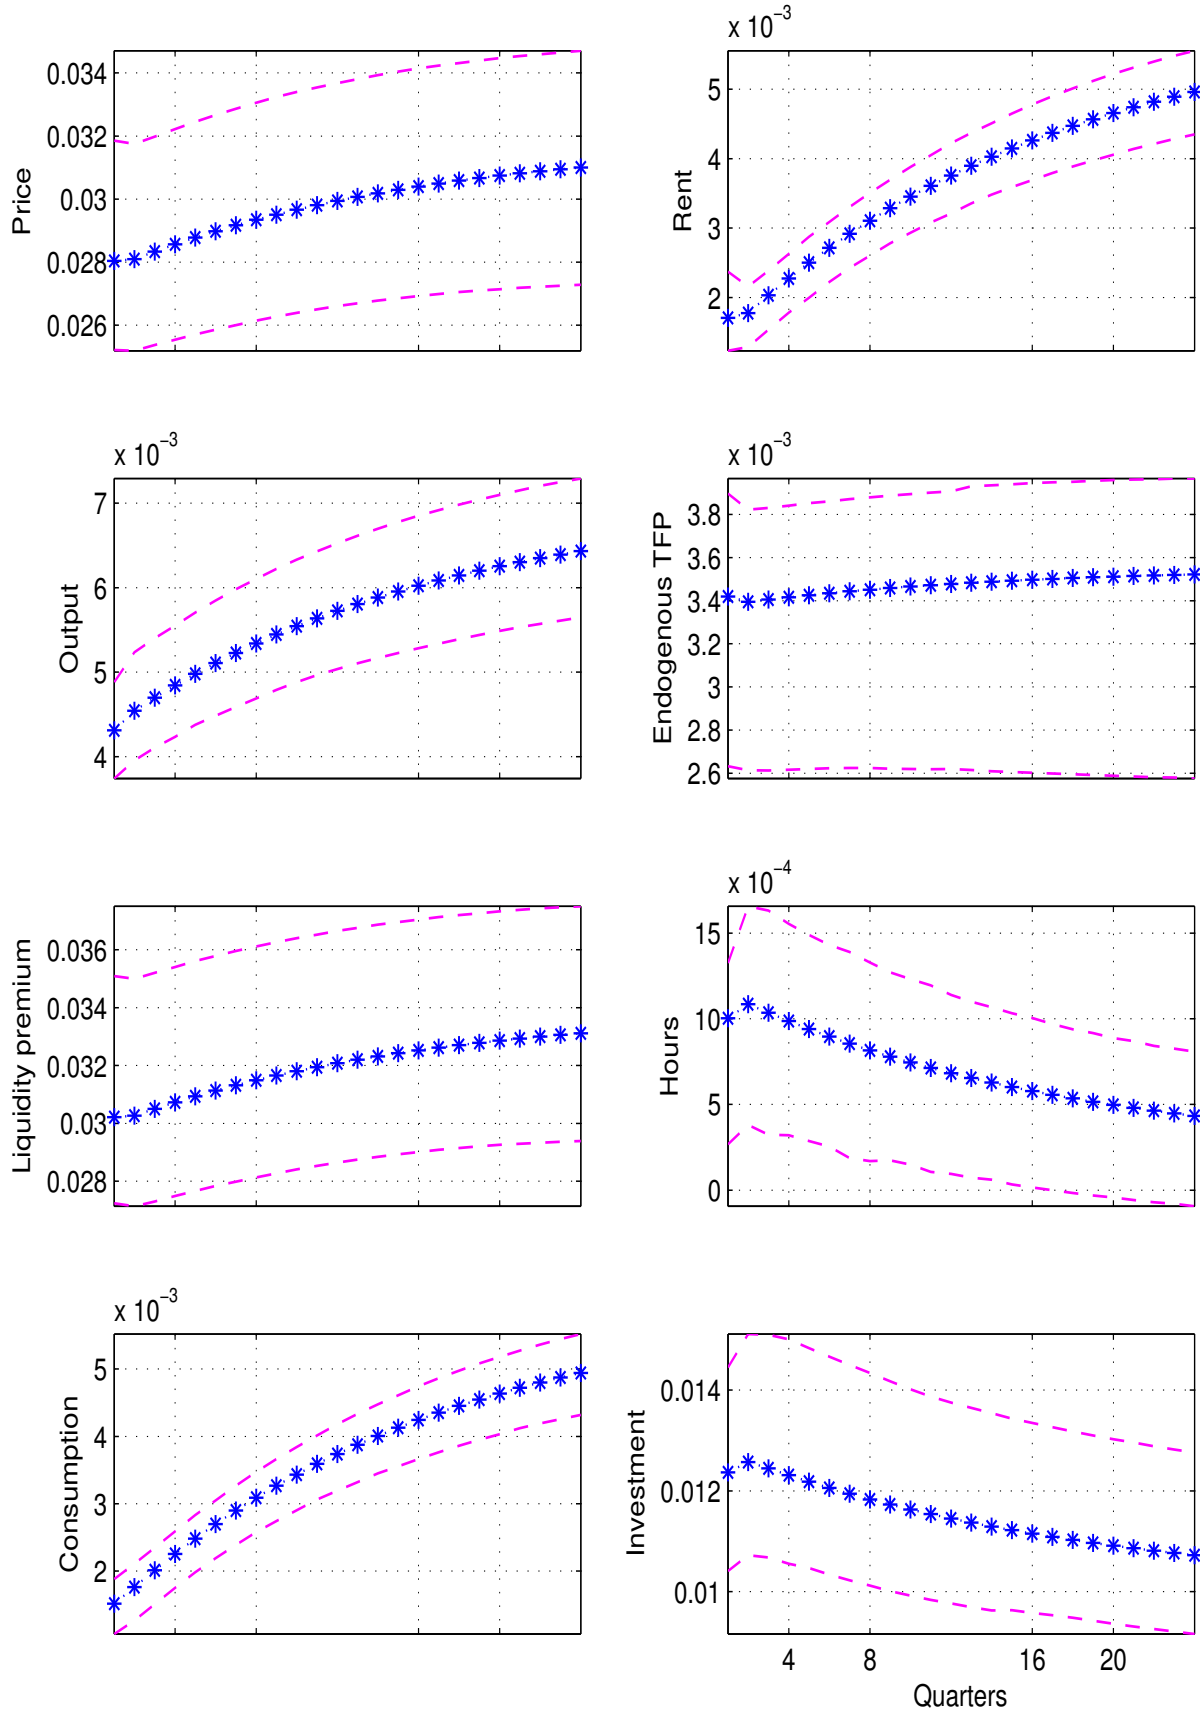 Price
0.034
0.032
0.03
0.028
0.026
x 10⁻³
Rent
5
4
3
2
x 10⁻³
Output
7
6
5
4
x 10⁻³
Endogenous TFP
3.8
3.6
3.4
3.2
3
2.8
2.6
Liquidity premium
0.036
0.034
0.032
0.03
0.028
x 10⁻⁴
Hours
15
10
5
0
x 10⁻³
Consumption
5
4
3
2
Investment
0.014
0.012
0.01
4 8 16 20
Quarters